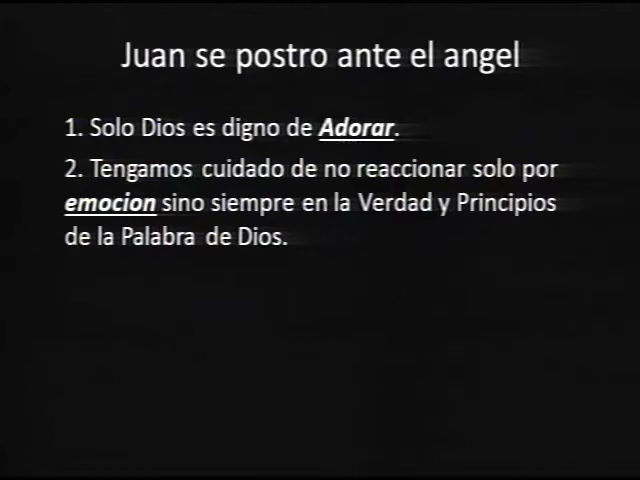 Juan se postro ante el angel
1. Solo Dios es digno de Adorar.
2. Tengamos cuidado de no reaccionar solo por
emocion sino siempre en la Verdad y Principios
de la Palabra de Dios.